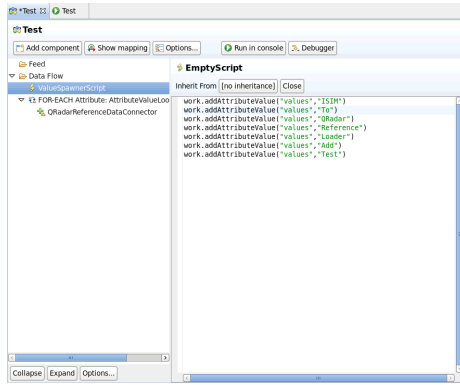 *Test Test
Test
Add component Show mapping Options... Run in console Debugger
Feed
Data Flow
ValueSpawnerScript
FOR-EACH Attribute: AttributeValueLoo
QRadarReferenceDataConnector
EmptyScript
Inherit From [no inheritance] Close
work.addAttributeValue("values","ISIM")
work.addAttributeValue("values","To")
work.addAttributeValue("values","QRadar")
work.addAttributeValue("values","Reference")
work.addAttributeValue("values","Loader")
work.addAttributeValue("values","Add")
work.addAttributeValue("values","Test")
Collapse Expand Options...